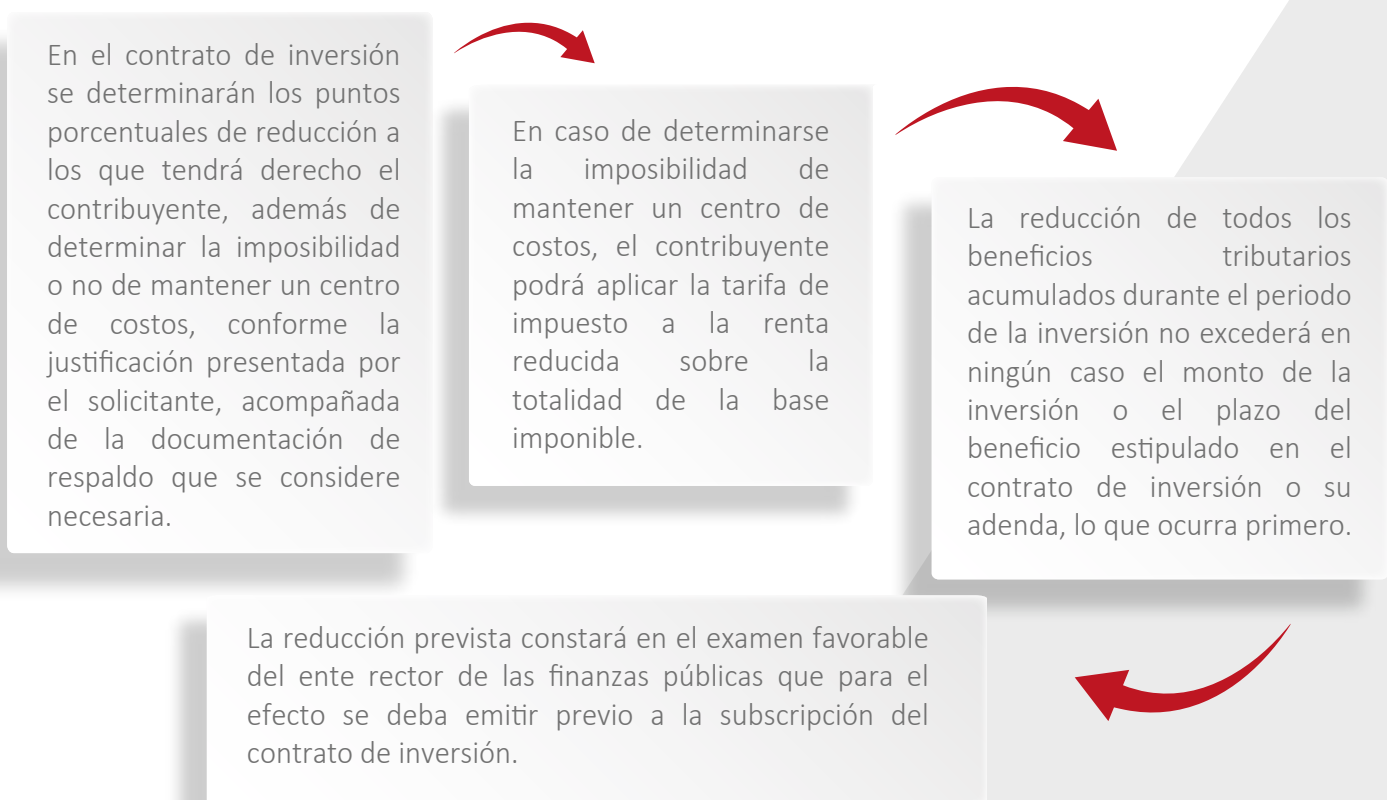 En el contrato de inversión
se determinarán los puntos
porcentuales de reducción a
los que tendrá derecho el
contribuyente, además de
determinar la imposibilidad
o no de mantener un centro
de costos, conforme la
justificación presentada por
el solicitante, acompañada
de la documentación de
respaldo que se considere
necesaria.
En caso de determinarse
la imposibilidad de
mantener un centro de
costos, el contribuyente
podrá aplicar la tarifa de
impuesto a la renta
reducida sobre la
totalidad de la base
imponible.
La reducción de todos los
beneficios tributarios
acumulados durante el periodo
de la inversión no excederá en
ningún caso el monto de la
inversión o el plazo del
beneficio estipulado en el
contrato de inversión o su
adenda, lo que ocurra primero.
La reducción prevista constará en el examen favorable
del ente rector de las finanzas públicas que para el
efecto se deba emitir previo a la subscripción del
contrato de inversión.